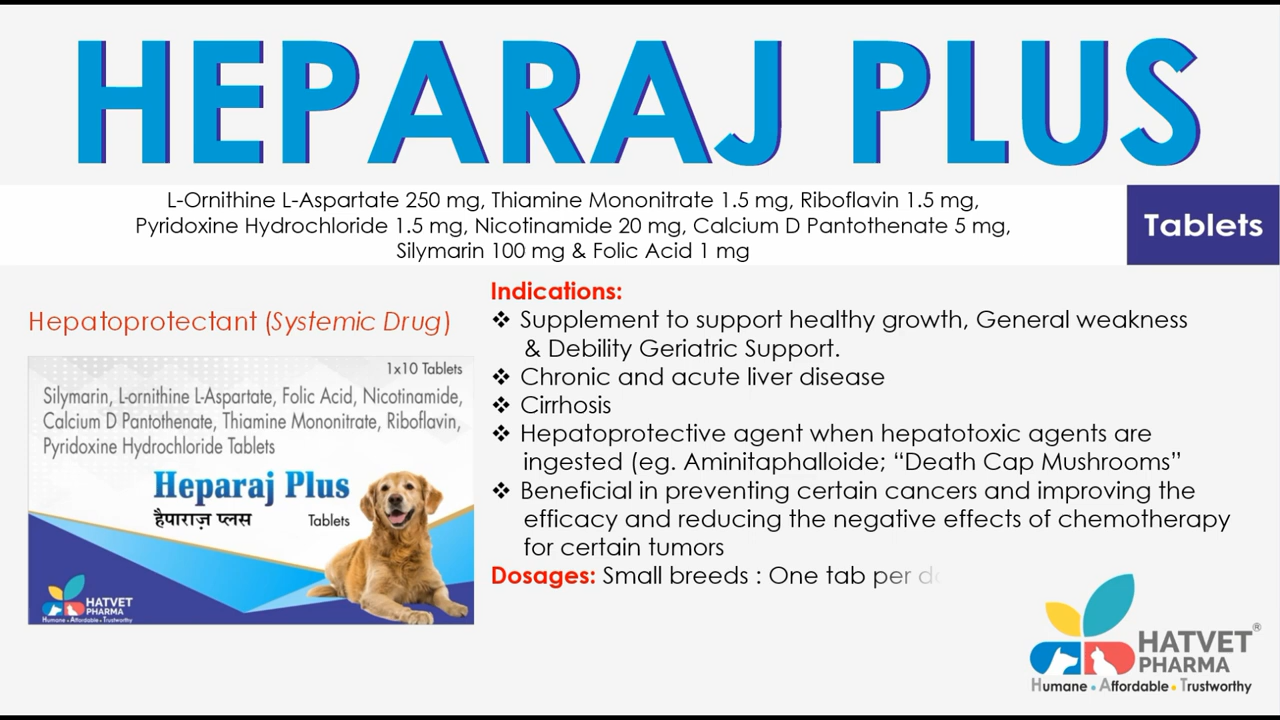 HEPARAJ PLUS
L-Ornithine L-Aspartate 250 mg, Thiamine Mononitrate 1.5 mg, Riboflavin 1.5 mg,
Pyridoxine Hydrochloride 1.5 mg, Nicotinamide 20 mg, Calcium D Pantothenate 5 mg,
Silymarin 100 mg & Folic Acid 1 mg
Tablets
Hepatoprotectant (Systemic Drug)
1x10 Tablets
Silymarin, L-ornithine L-Aspartate, Folic Acid, Nicotinamide,
Calcium D Pantothenate, Thiamine Mononitrate, Riboflavin,
Pyridoxine Hydrochloride Tablets
Heparaj Plus
हैपाराज़ प्लस Tablets
HATVET
PHARMA
Humane • Affordable • Trustworthy
Indications:
❖ Supplement to support healthy growth, General weakness
& Debility Geriatric Support.
❖ Chronic and acute liver disease
❖ Cirrhosis
❖ Hepatoprotective agent when hepatotoxic agents are
ingested (eg. Aminitaphalloide; “Death Cap Mushrooms”
❖ Beneficial in preventing certain cancers and improving the
efficacy and reducing the negative effects of chemotherapy
for certain tumors
Dosages: Small breeds : One tab per
HATVET®
PHARMA
Humane • Affordable • Trustworthy